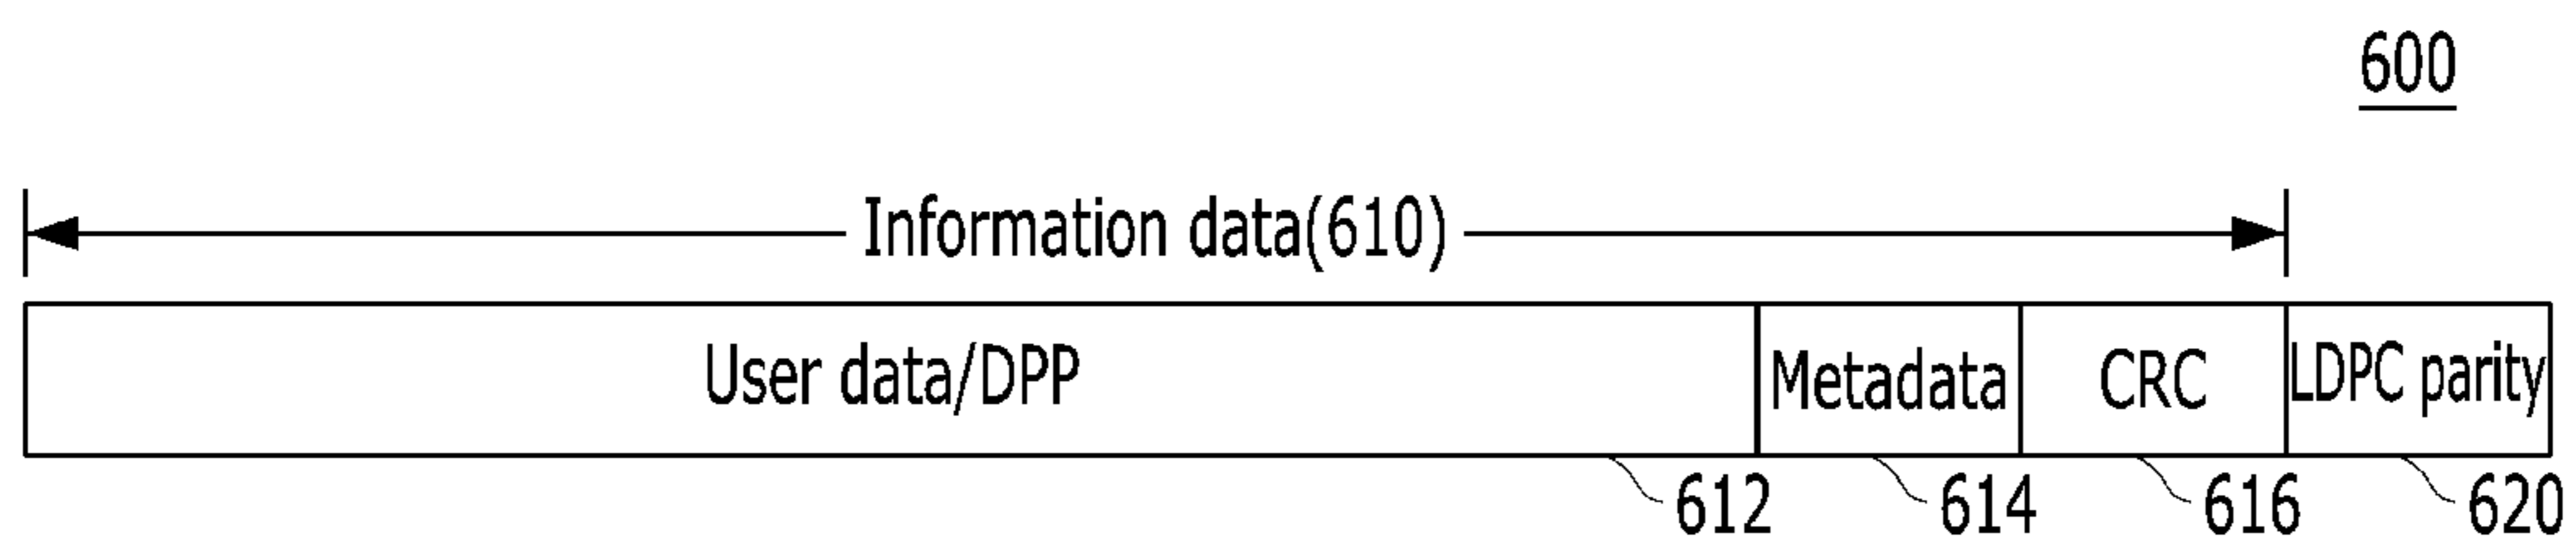 600
Information data(610)
User data/DPP Metadata CRC LDPC parity
612 614 616 620